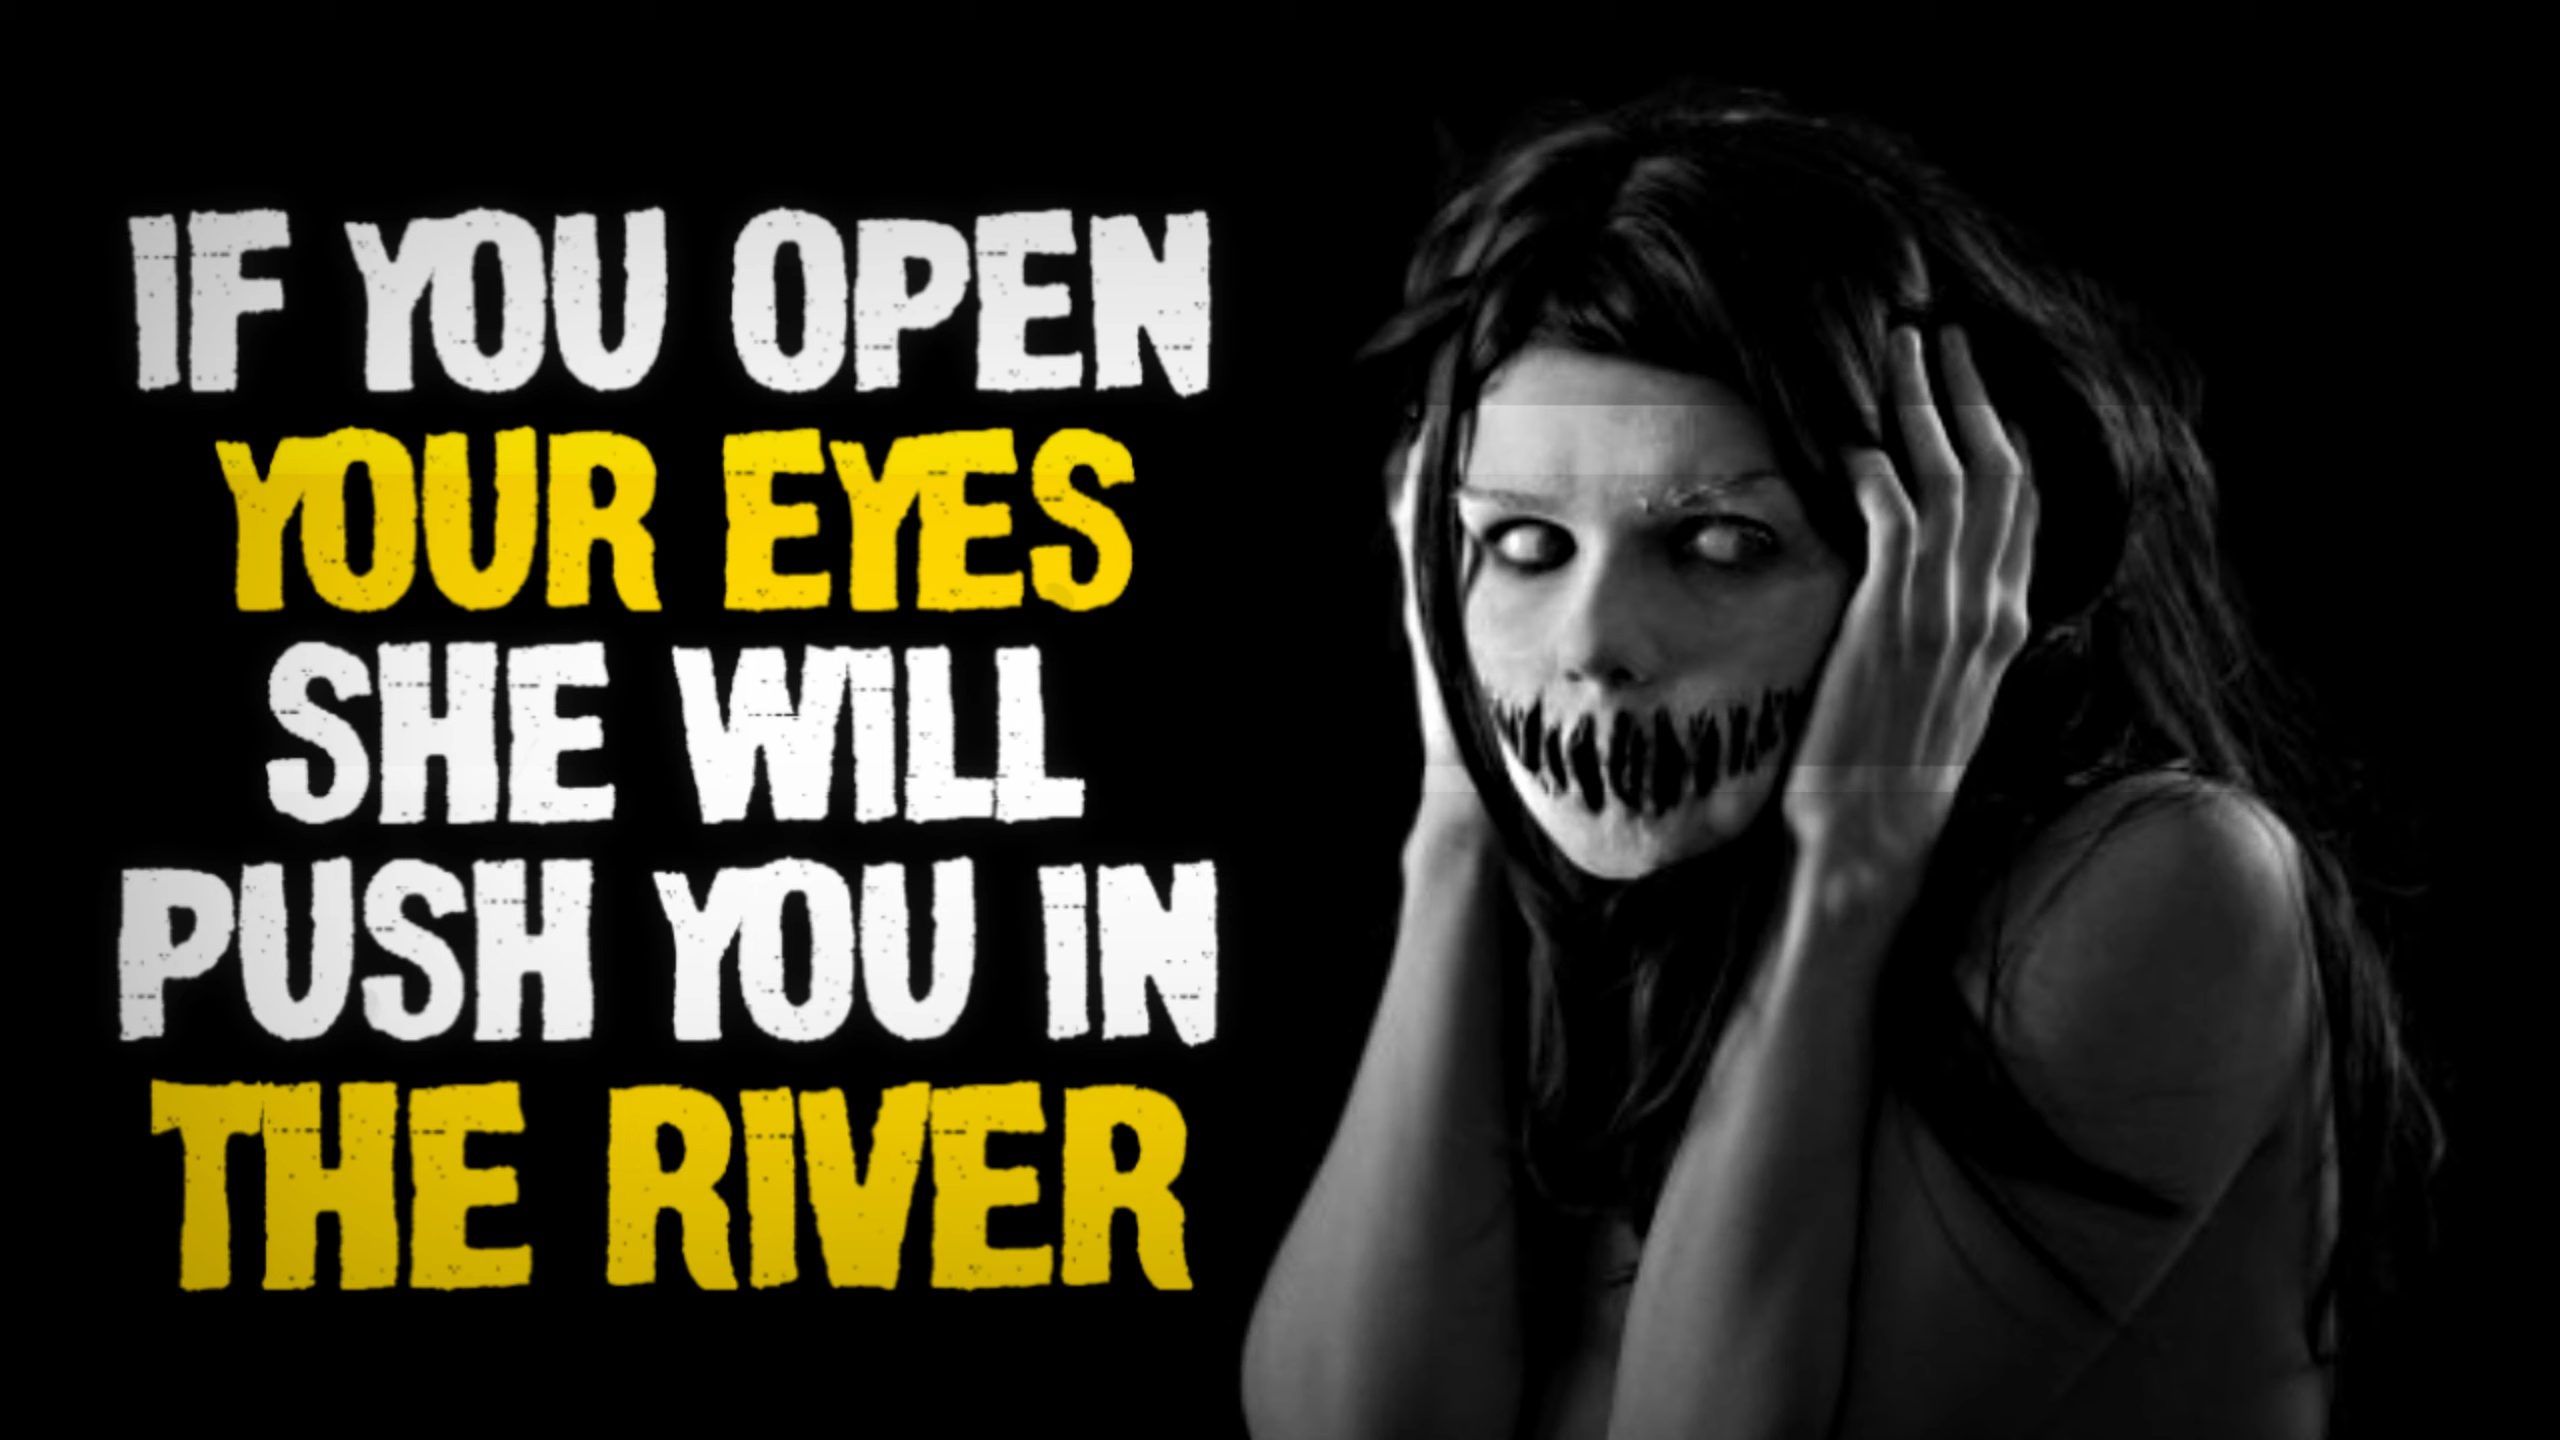 IF YOU OPEN
YOUR EYES
SHE WILL
PUSH YOU IN
THE RIVER